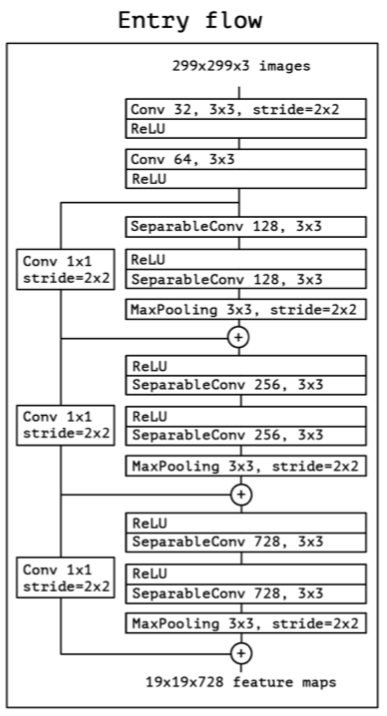 Entry flow
299x299x3 images
Conv 32, 3x3, stride=2x2
ReLU
Conv 64, 3x3
ReLU
SeparableConv 128, 3x3
Conv 1x1
stride=2x2
ReLU
SeparableConv 128, 3x3
MaxPooling 3x3, stride=2x2
+
ReLU
SeparableConv 256, 3x3
Conv 1x1
stride=2x2
ReLU
SeparableConv 256, 3x3
MaxPooling 3x3, stride=2x2
+
ReLU
SeparableConv 728, 3x3
Conv 1x1
stride=2x2
ReLU
SeparableConv 728, 3x3
MaxPooling 3x3, stride=2x2
+
19x19x728 feature maps